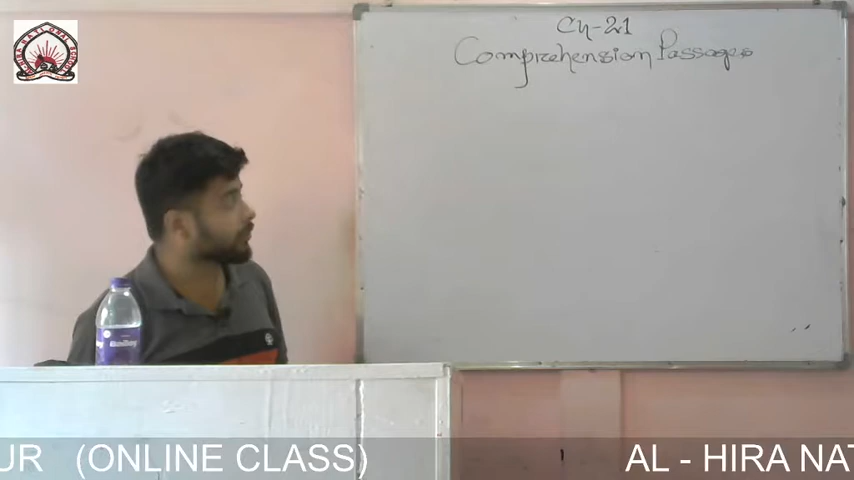 Ch-21
Comprehension Passages
UR (ONLINE CLASS)
AL - HIRA NAT